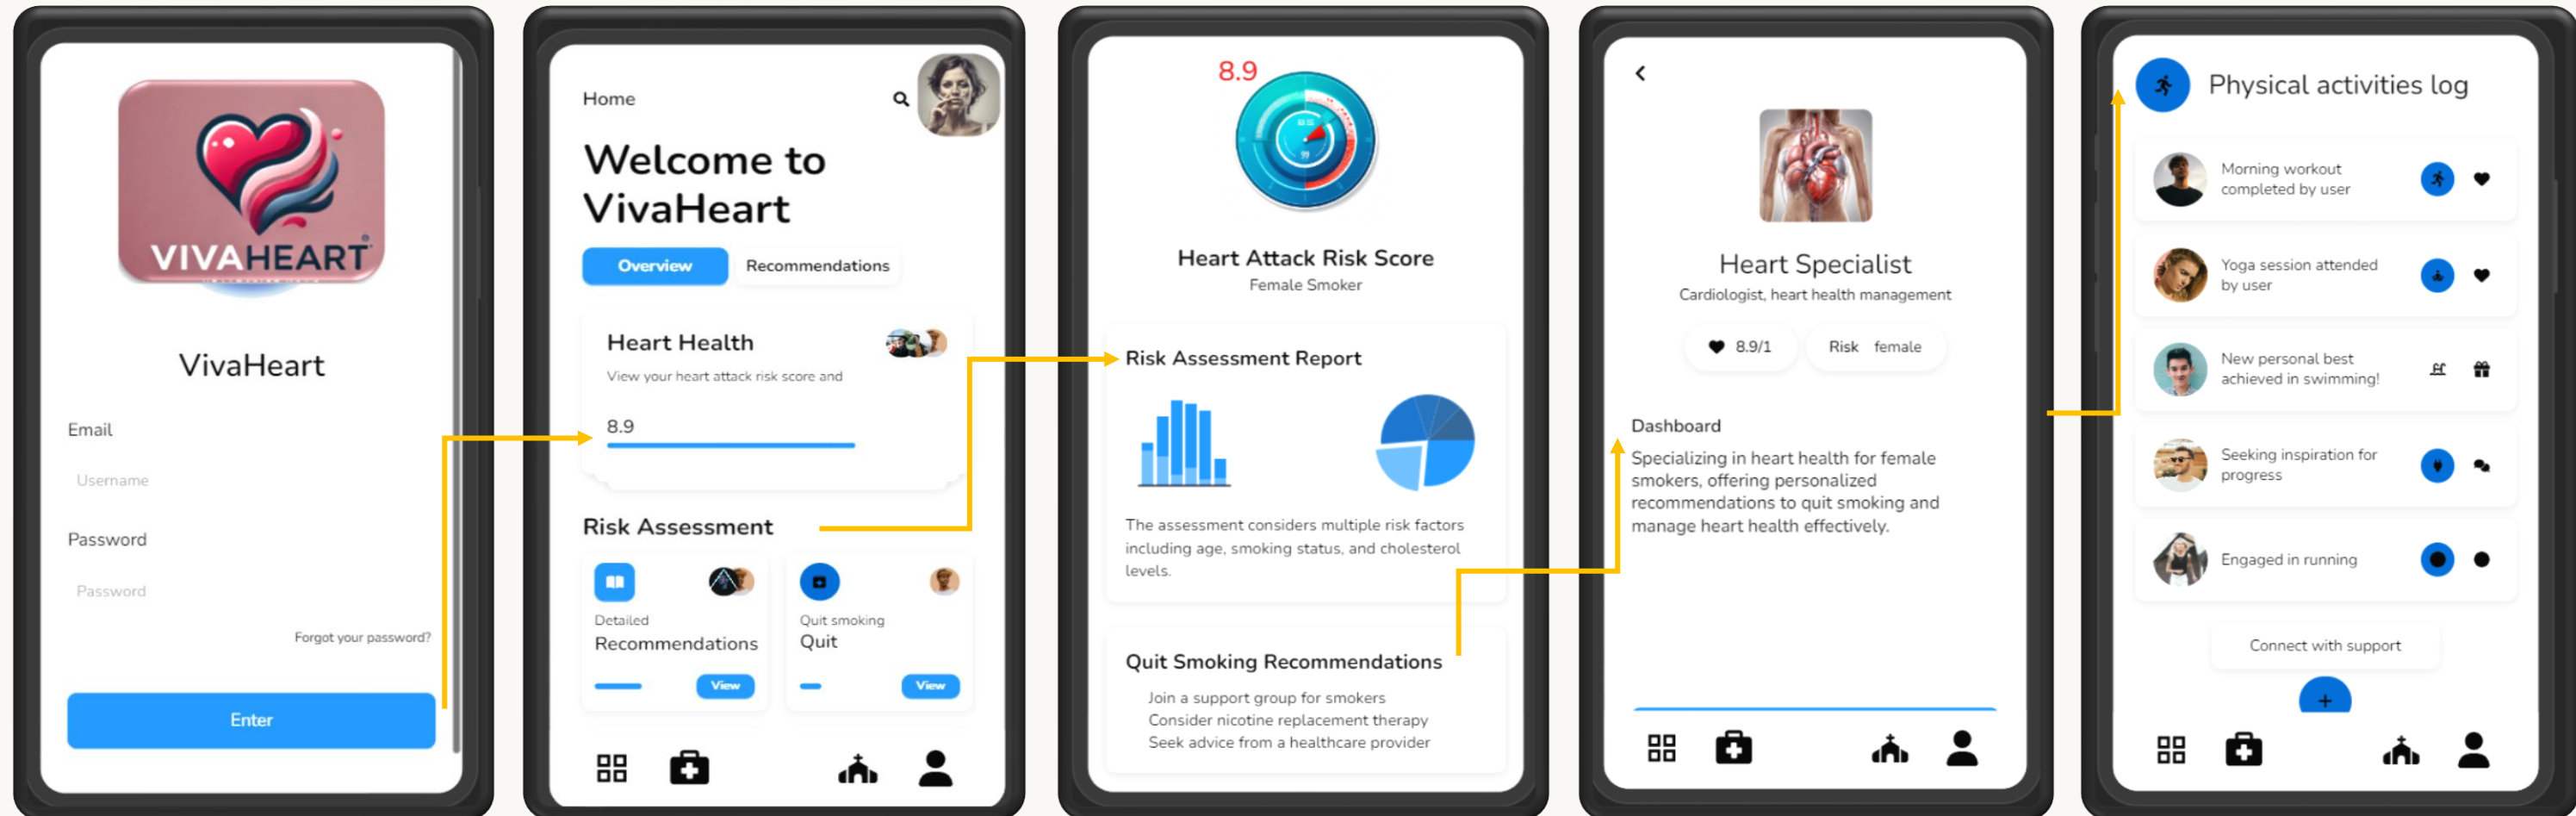 VIVAHEART
VivaHeart
Email
Username
Password
Password
Forgot your password?
Enter
Home
Welcome to
VivaHeart
Overview
Recommendations
Heart Health
View your heart attack risk score and
8.9
Risk Assessment
Detailed
Recommendations
View
Quit smoking
Quit
View
8.9
Heart Attack Risk Score
Female Smoker
Risk Assessment Report
The assessment considers multiple risk factors
including age, smoking status, and cholesterol
levels.
Quit Smoking Recommendations
Join a support group for smokers
Consider nicotine replacement therapy
Seek advice from a healthcare provider
Heart Specialist
Cardiologist, heart health management
8.9/1
Risk female
Dashboard
Specializing in heart health for female
smokers, offering personalized
recommendations to quit smoking and
manage heart health effectively.
Physical activities log
Morning workout
completed by user
Yoga session attended
by user
New personal best
achieved in swimming!
Seeking inspiration for
progress
Engaged in running
Connect with support
+